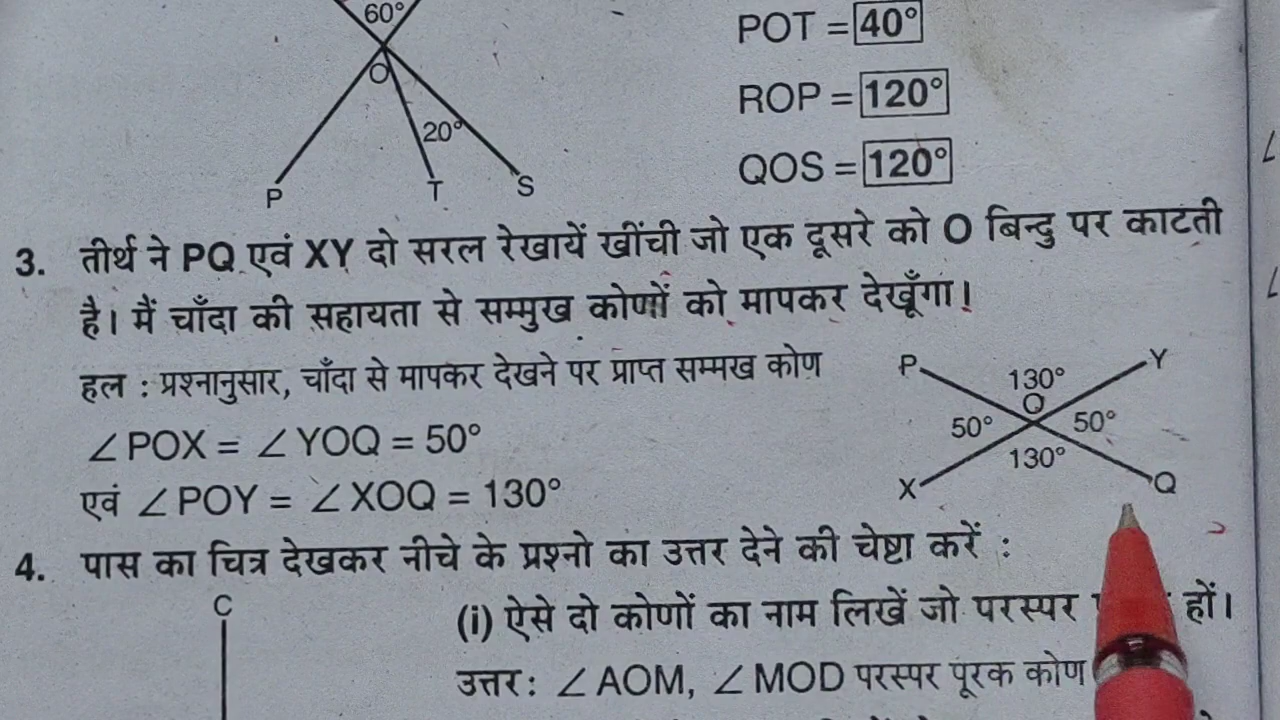 60°
O
20°
P
T
S
POT = 40°
ROP = 120°
QOS = 120°
3. तीर्थ ने PQ एवं XY दो सरल रेखायें खींची जो एक दूसरे को O बिन्दु पर काटती
है। मैं चाँदा की सहायता से सम्मुख कोणों को मापकर देखूँगा।
हल : प्रश्नानुसार, चाँदा से मापकर देखने पर प्राप्त सम्मख कोण
∠POX = ∠YOQ = 50°
एवं ∠POY = ∠XOQ = 130°
P
Y
130°
O
50°
50°
130°
X
Q
4. पास का चित्र देखकर नीचे के प्रश्नो का उत्तर देने की चेष्टा करें :
C
(i) ऐसे दो कोणों का नाम लिखें जो परस्पर हों।
उत्तर : ∠AOM, ∠MOD परस्पर पूरक कोण